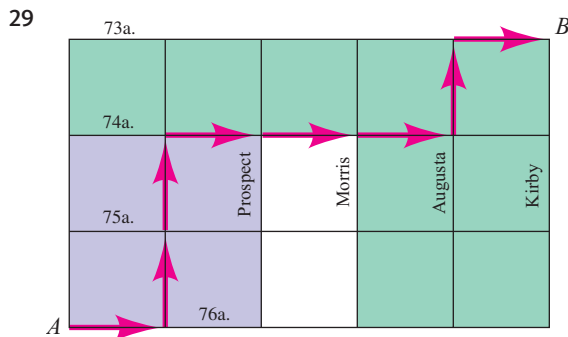 29
73a.
B
74a.
Prospect
Morris
Augusta
Kirby
75a.
A
76a.